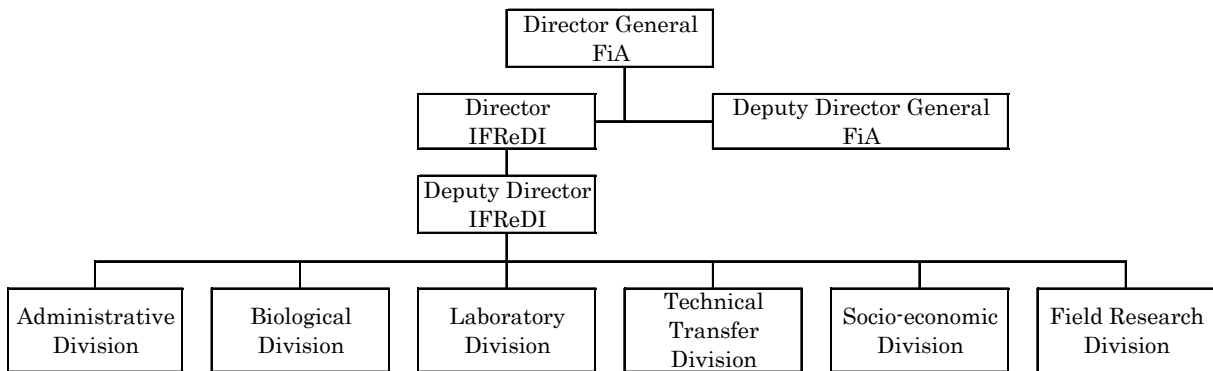 Director General
FiA
Director
IFReDI
Deputy Director General
FiA
Deputy Director
IFReDI
Administrative
Division
Biological
Division
Laboratory
Division
Technical
Transfer
Division
Socio-economic
Division
Field Research
Division